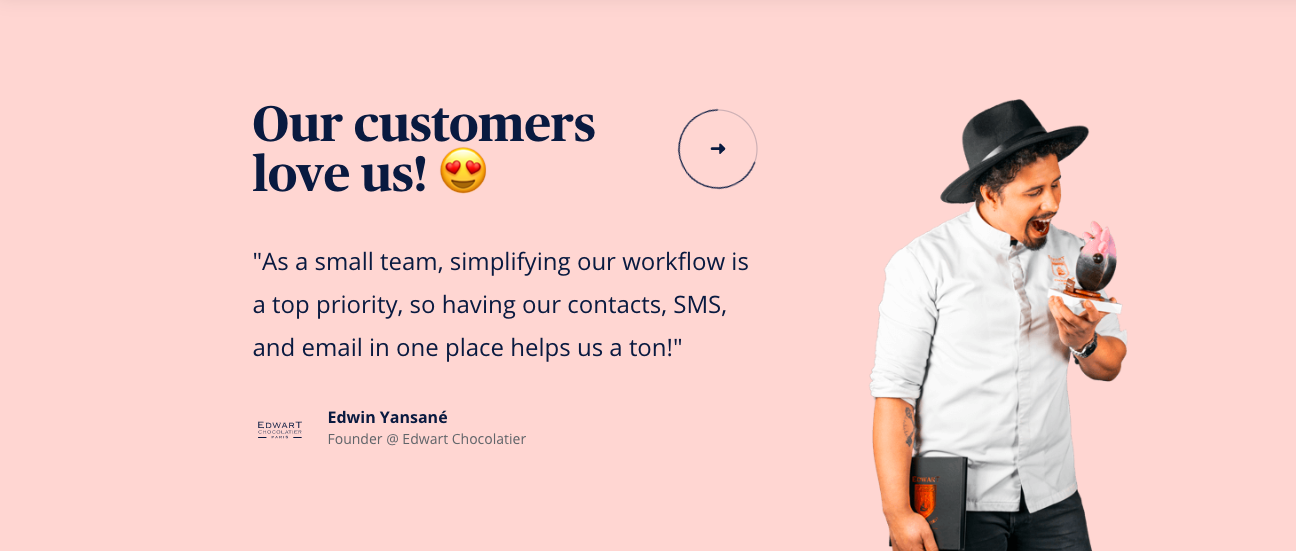 Our customers
love us! 😍
"As a small team, simplifying our workflow is
a top priority, so having our contacts, SMS,
and email in one place helps us a ton!"
EDWART
CHOCOLATIER
PARIS
Edwin Yansané
Founder @ Edwart Chocolatier
EDWART